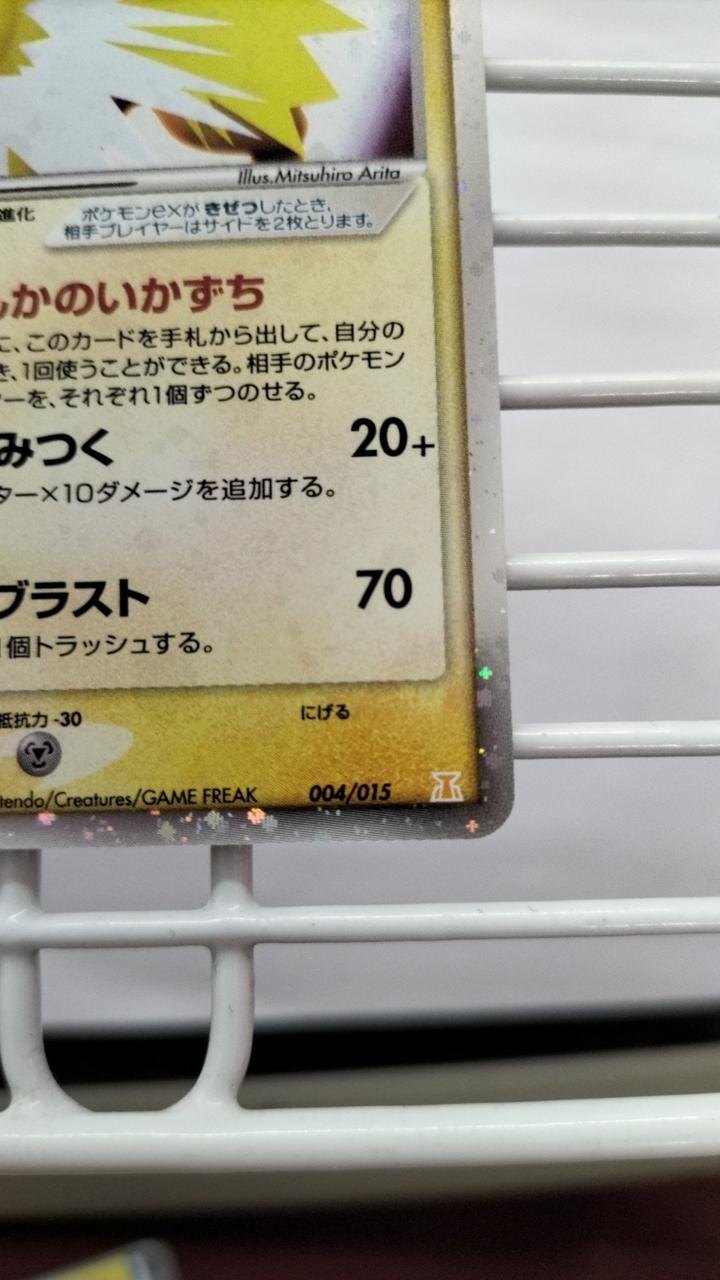 Illus.Mitsuhiro Arita
進化
ポケモンexが きぜつしたとき、
相手プレイヤーはサイドを2枚とります。
かのいかずち
に、このカードを手札から出して、自分の
き、1回使うことができる。相手のポケモン
ーを、それぞれ1個ずつのせる。
みつく 20+
ター×10ダメージを追加する。
ブラスト 70
1個トラッシュする。
抵抗力 -30 にげる
tendo/Creatures/GAME FREAK 004/015